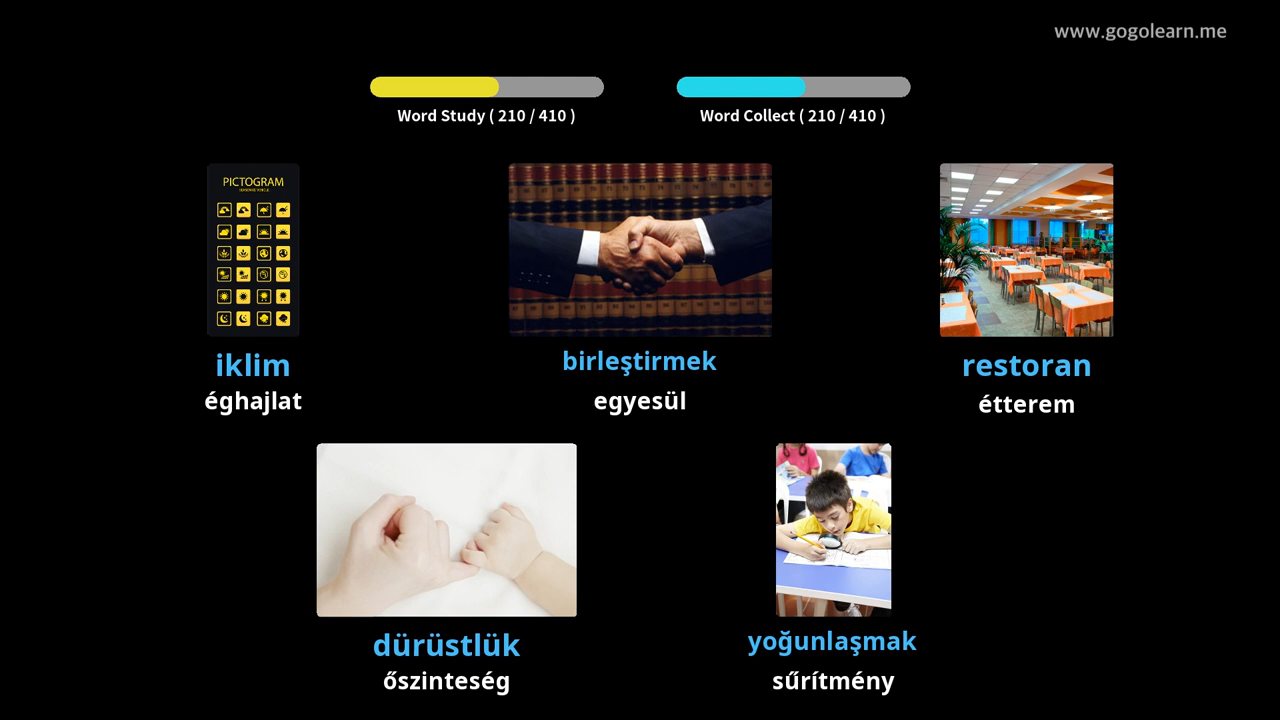 www.gogolearn.me
Word Study ( 210 / 410 )
Word Collect ( 210 / 410 )
PICTOGRAM
iklim
éghajlat
birleştirmek
egyesül
restoran
étterem
dürüstlük
őszinteség
yoğunlaşmak
sűrítmény